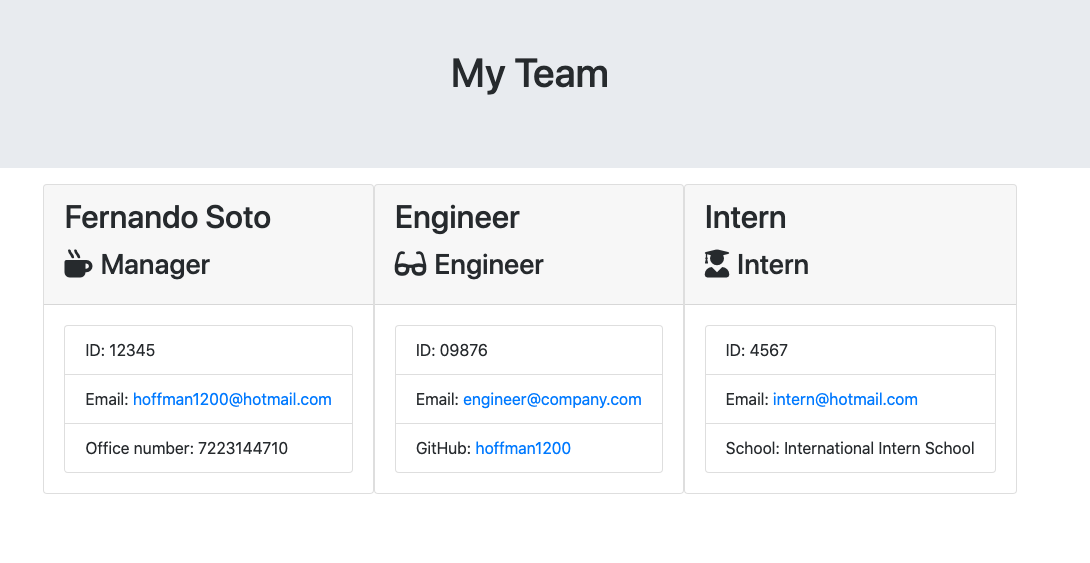 My Team
Fernando Soto
Manager
ID: 12345
Email: hoffman1200@hotmail.com
Office number: 7223144710
Engineer
Engineer
ID: 09876
Email: engineer@company.com
GitHub: hoffman1200
Intern
Intern
ID: 4567
Email: intern@hotmail.com
School: International Intern School